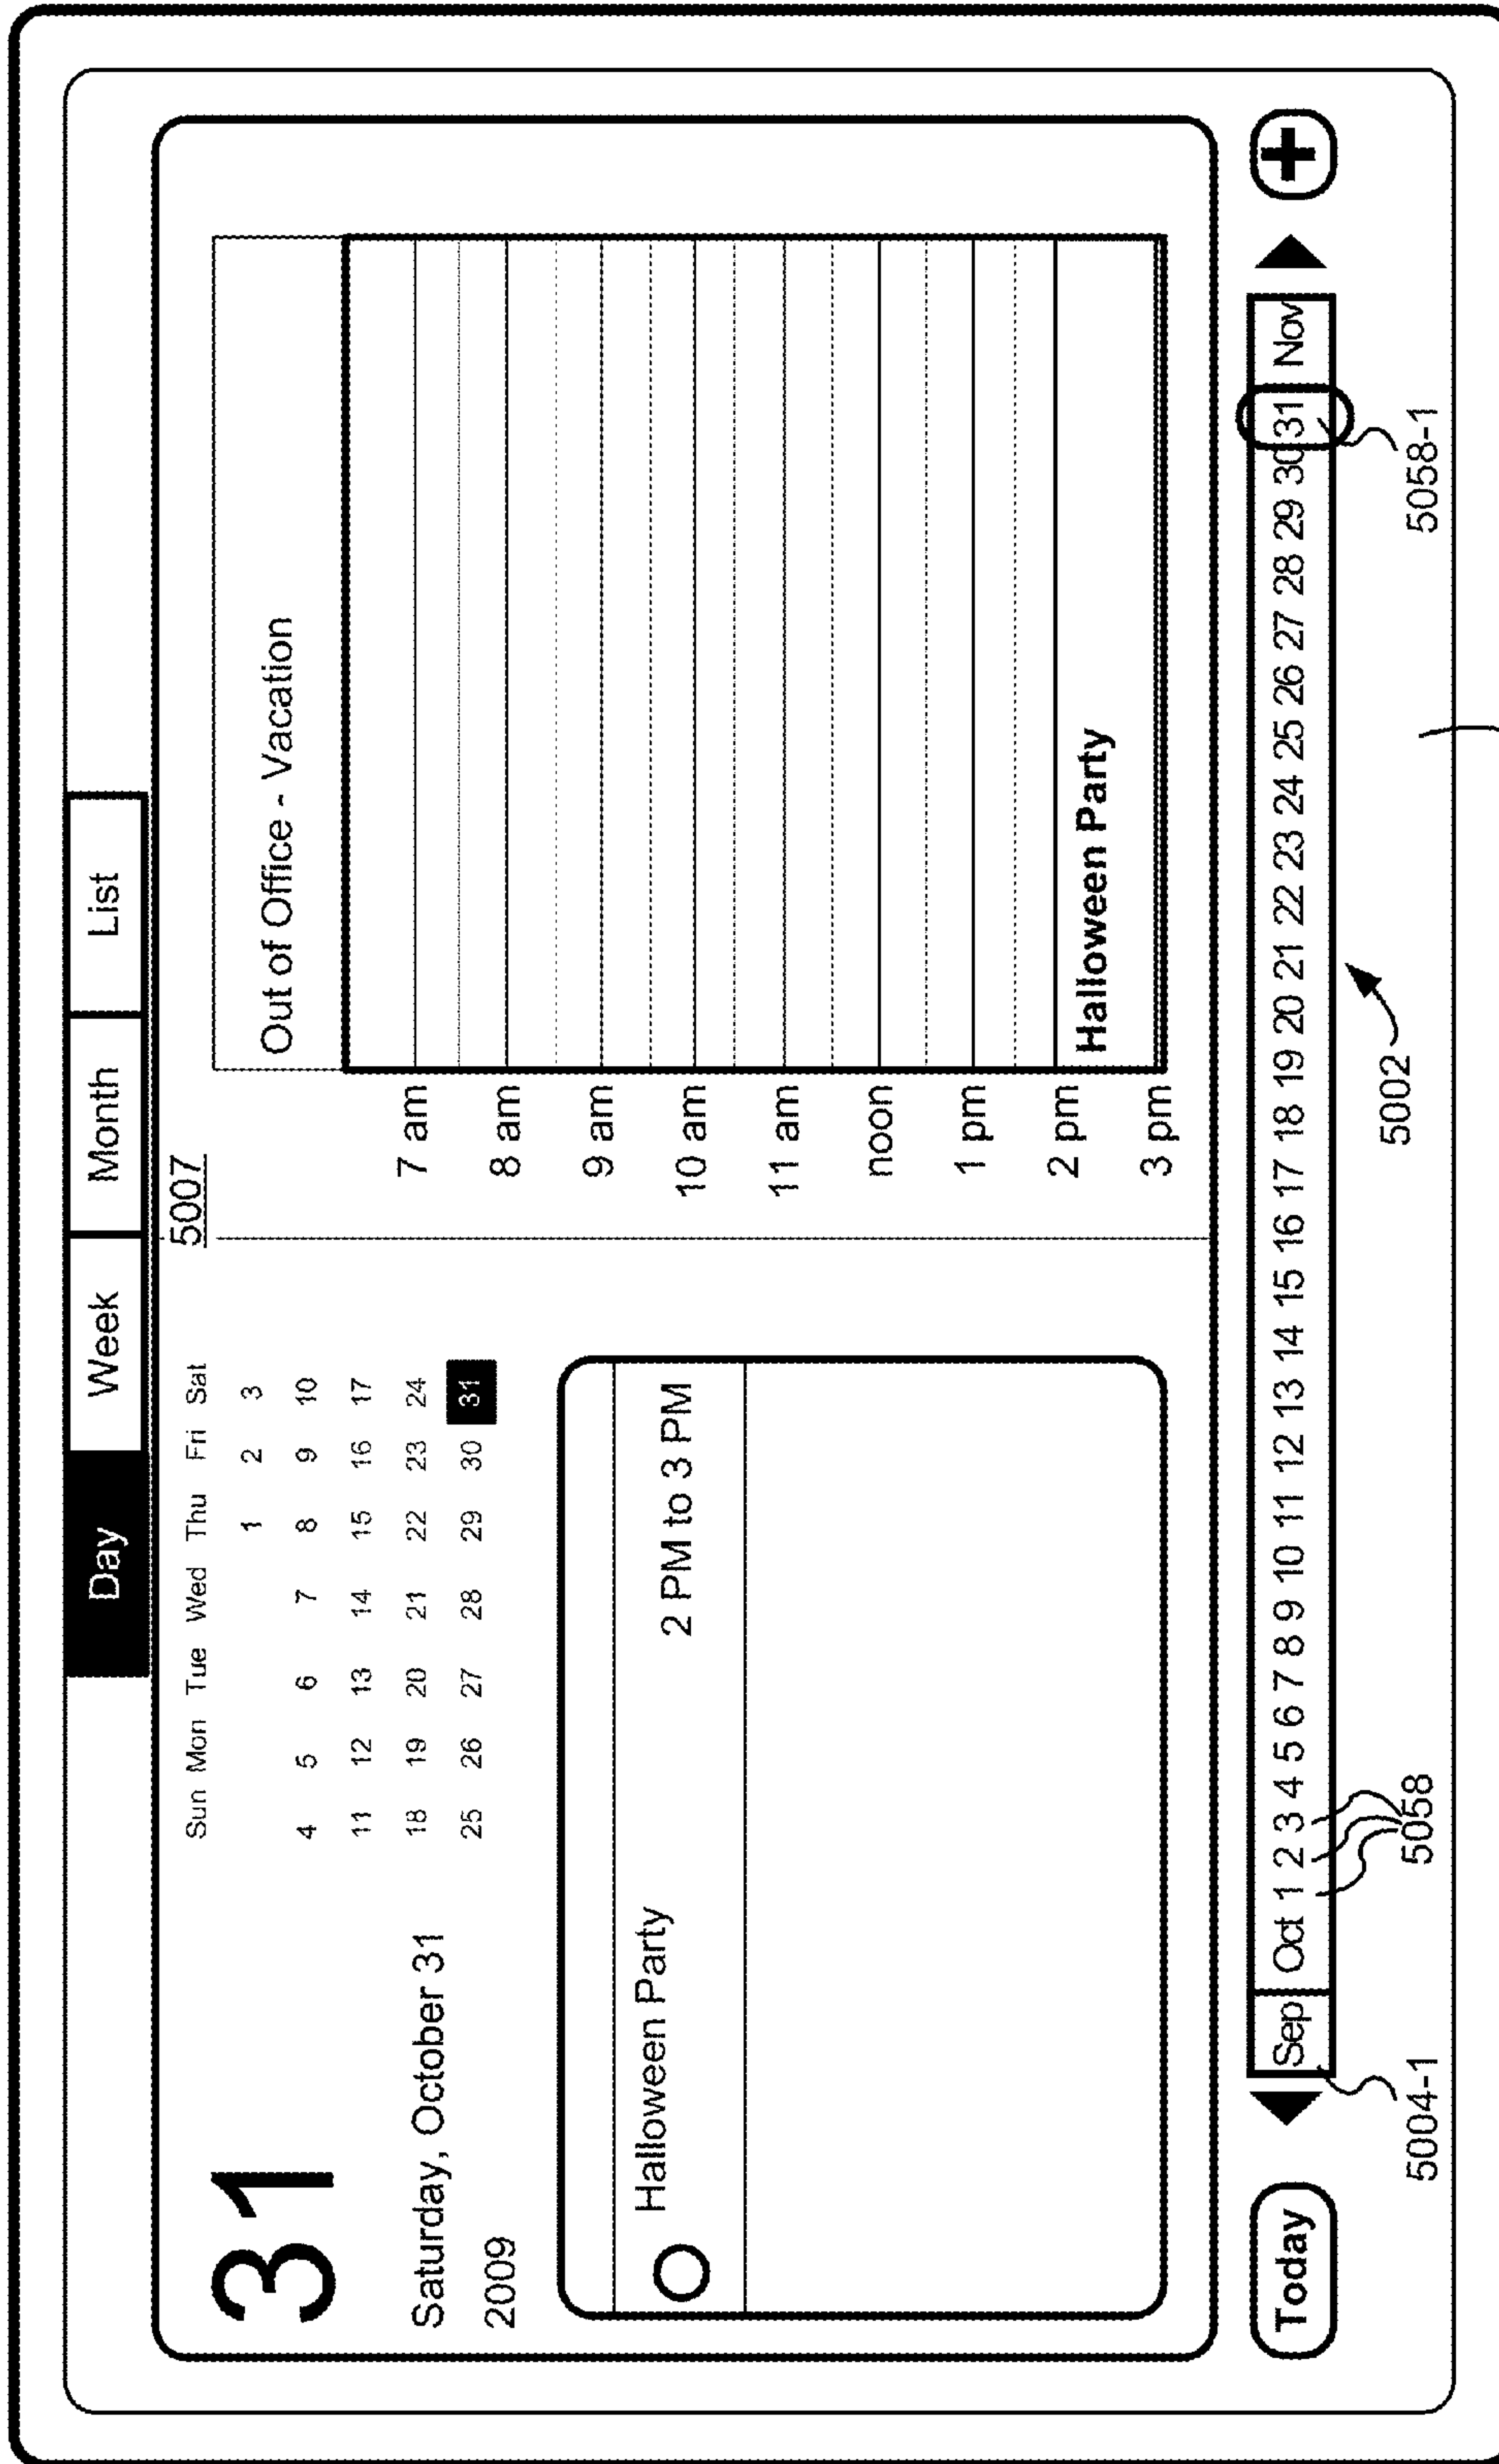 Day Week Month List
5007
31
Saturday, October 31
2009
Sun Mon Tue Wed Thu Fri Sat
1 2 3
4 5 6 7 8 9 10
11 12 13 14 15 16 17
18 19 20 21 22 23 24
25 26 27 28 29 30 31
Halloween Party 2 PM to 3 PM
Out of Office - Vacation
7 am
8 am
9 am
10 am
11 am
noon
1 pm
2 pm
Halloween Party
3 pm
Today Sep Oct 1 2 3 4 5 6 7 8 9 10 11 12 13 14 15 16 17 18 19 20 21 22 23 24 25 26 27 28 29 30 31 Nov +
5004-1 5058 5002 5058-1